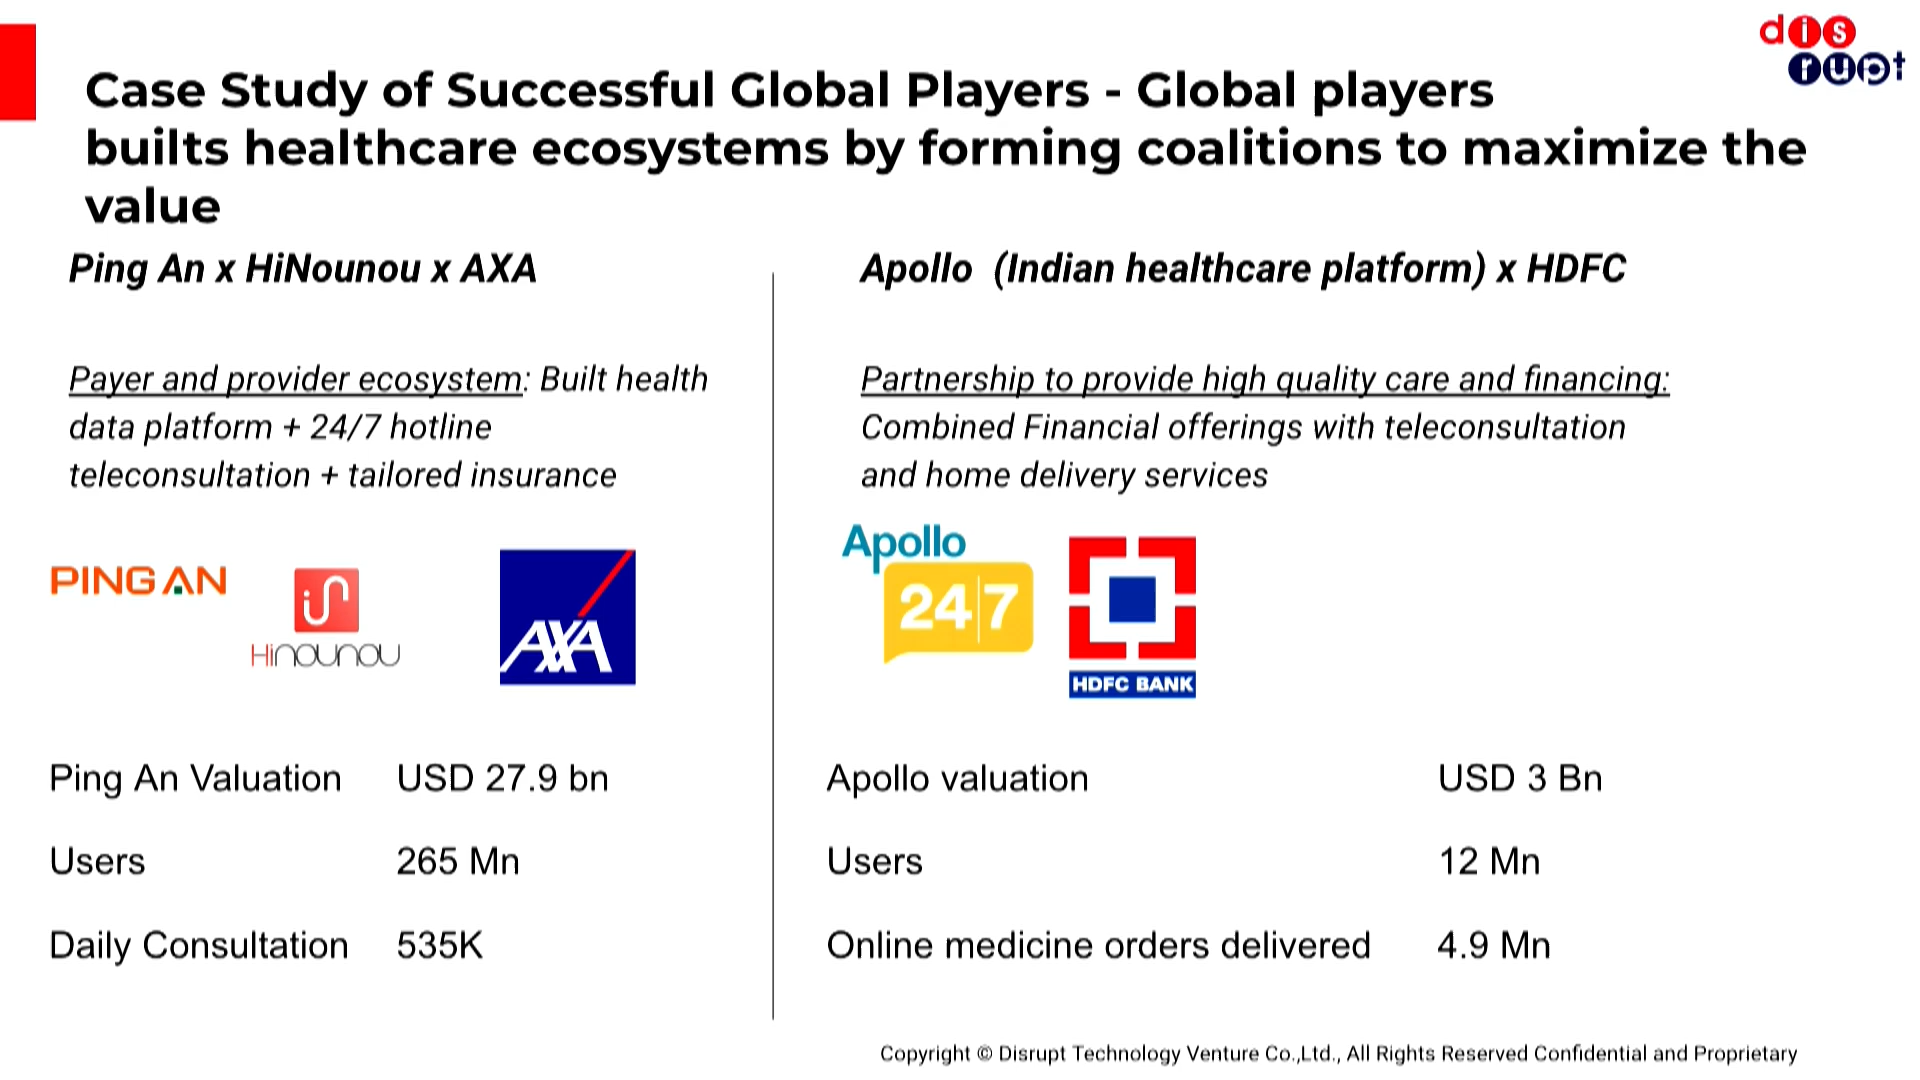 dis
rupt
Case Study of Successful Global Players - Global players
builts healthcare ecosystems by forming coalitions to maximize the
value
Ping An x HiNounou x AXA
Payer and provider ecosystem: Built health
data platform + 24/7 hotline
teleconsultation + tailored insurance
PING AN
HiNOUNOU
AXA
Ping An Valuation USD 27.9 bn
Users 265 Mn
Daily Consultation 535K
Apollo (Indian healthcare platform) x HDFC
Partnership to provide high quality care and financing:
Combined Financial offerings with teleconsultation
and home delivery services
Apollo
24|7
HDFC BANK
Apollo valuation USD 3 Bn
Users 12 Mn
Online medicine orders delivered 4.9 Mn
Copyright © Disrupt Technology Venture Co.,Ltd., All Rights Reserved Confidential and Proprietary